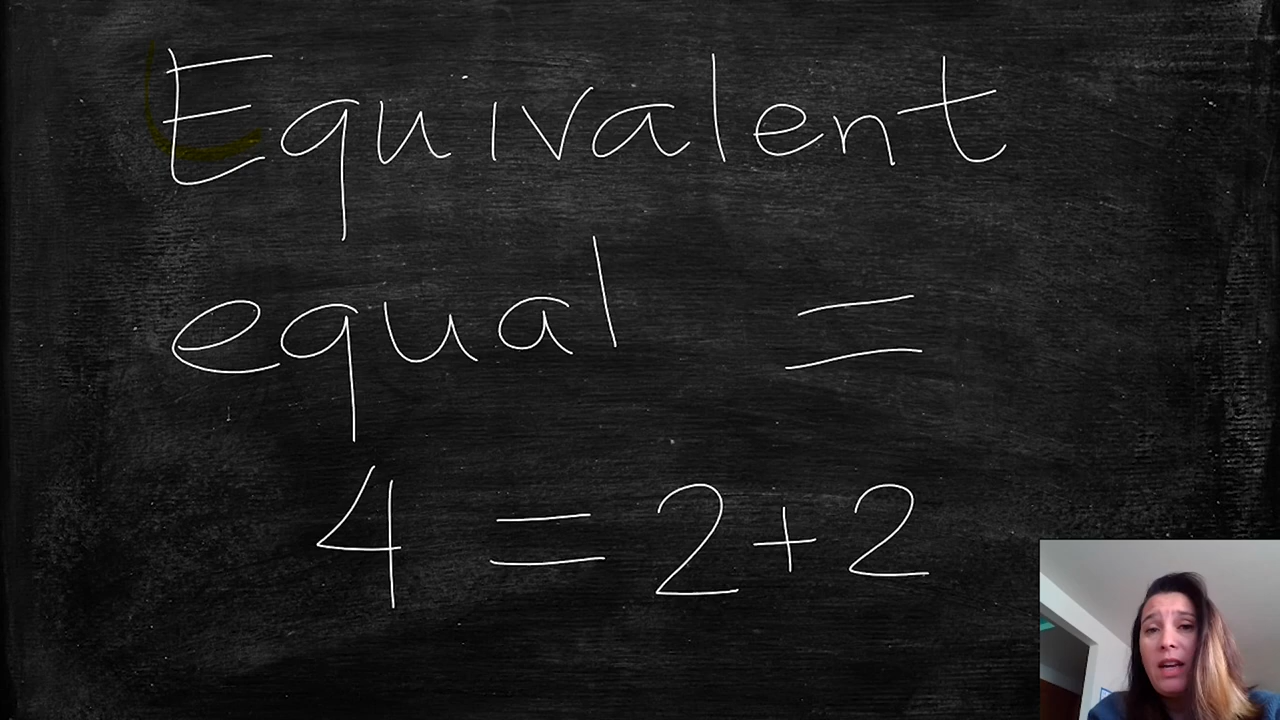 Equivalent
equal =
4 = 2+2